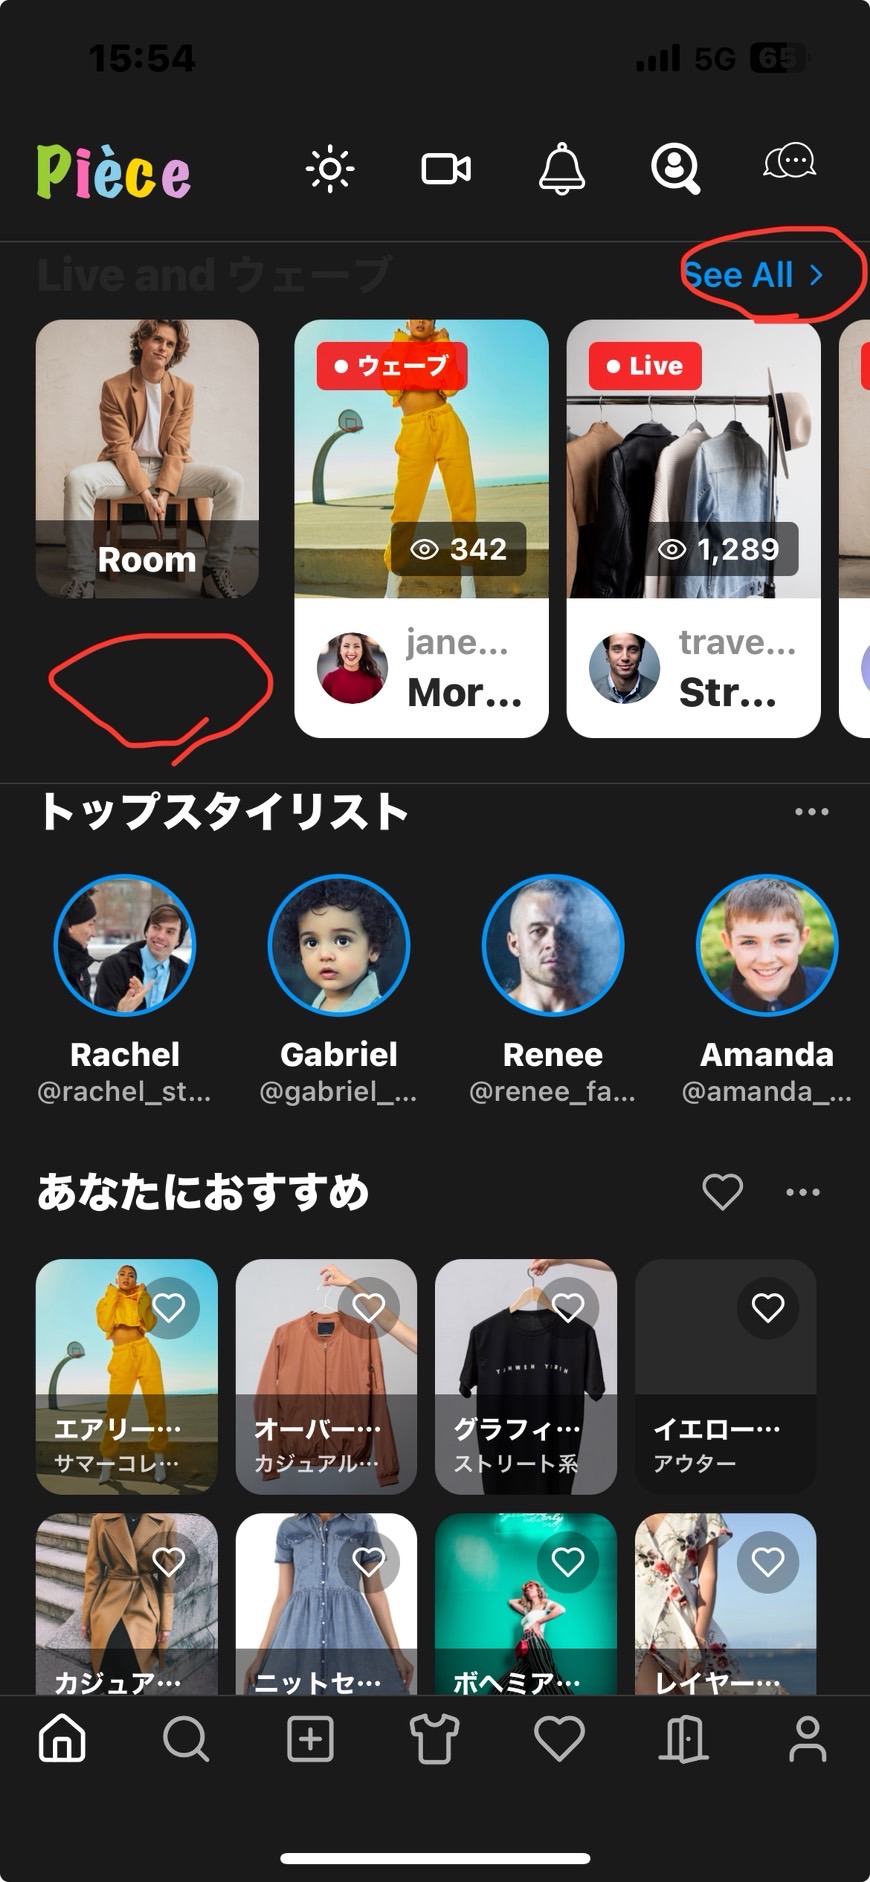 15:54
5G 65
Pièce
Live and ウェーブ
See All >
ウェーブ
Live
342
1,289
Room
jane...
Mor...
trave...
Str...
トップスタイリスト
Rachel
Gabriel
Renee
Amanda
@rachel_st...
@gabriel_...
@renee_fa...
@amanda_...
あなたにおすすめ
エアリー…
サマーコレ…
オーバー…
カジュアル…
グラフィ…
ストリート系
イエロー…
アウター
カジュア…
ニットセ…
ボヘミア…
レイヤー…